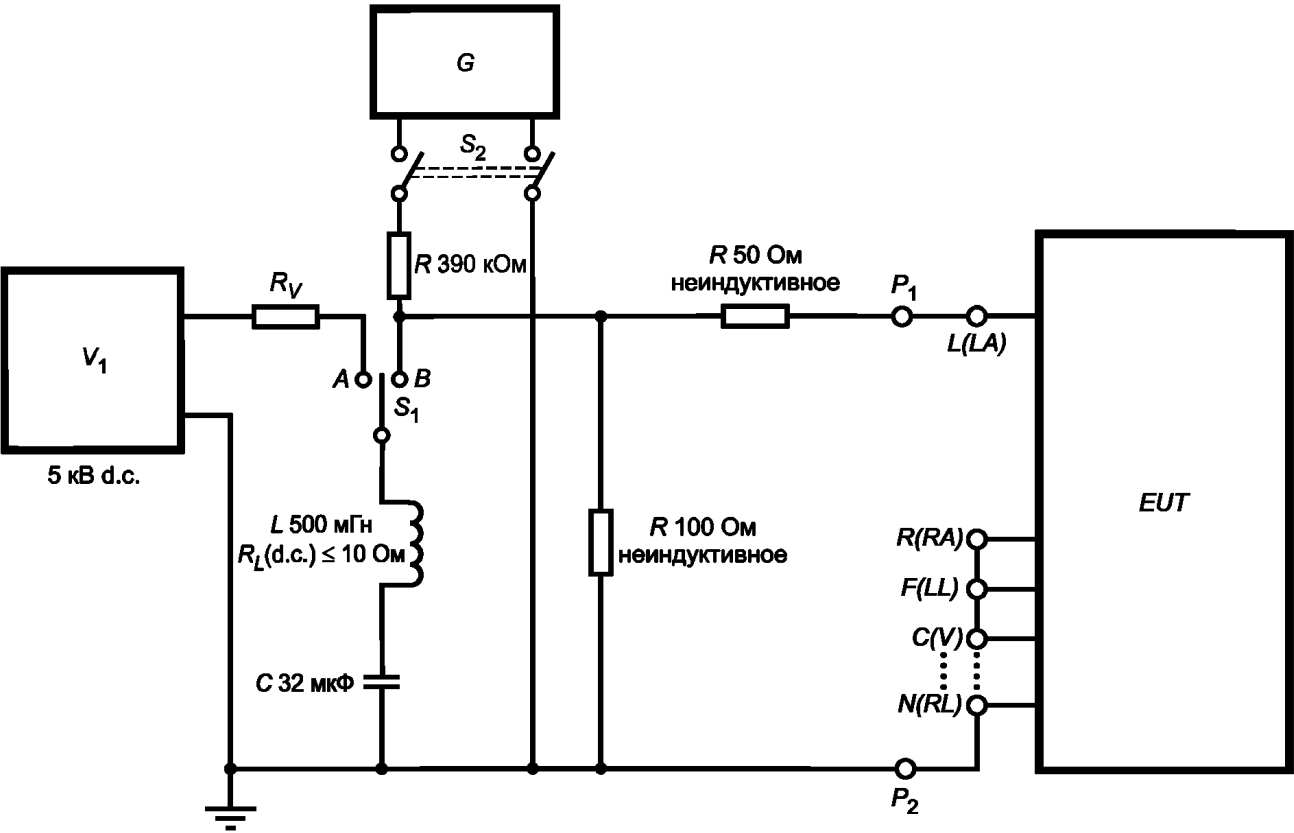 G
S2
R 390 кОм
R 50 Ом
неиндуктивное
P1
L(LA)
RV
V1
5 кВ d.c.
A
B
S1
L 500 мГн
RL(d.c.) ≤ 10 Ом
R 100 Ом
неиндуктивное
C 32 мкФ
EUT
R(RA)
F(LL)
C(V)
N(RL)
P2